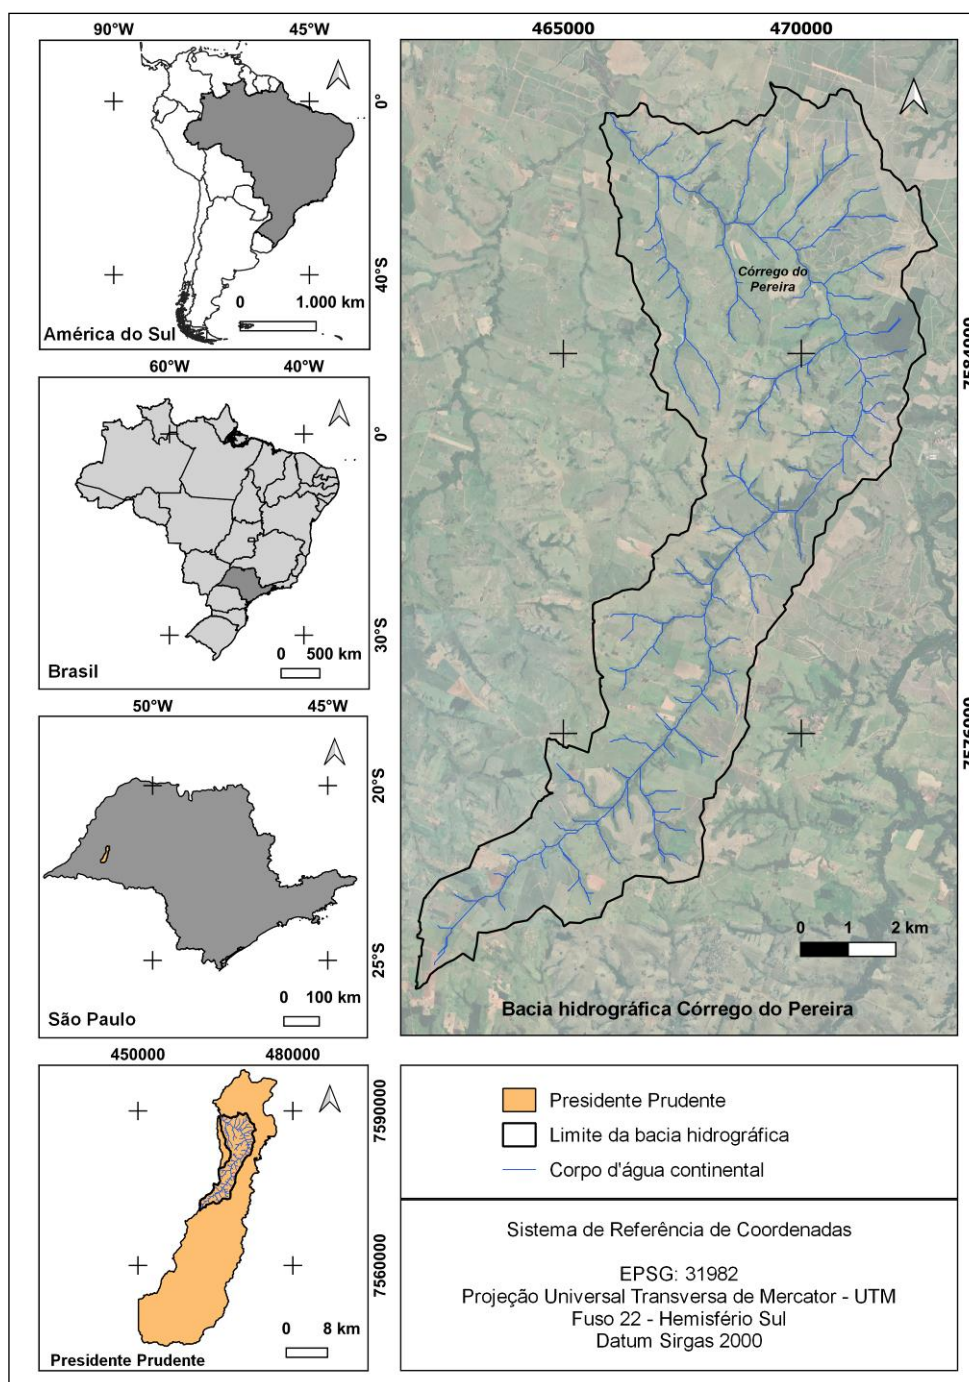 90°W 45°W
0°
40°S
0 1.000 km
América do Sul
60°W 40°W
0°
30°S
0 500 km
Brasil
50°W 45°W
20°S
25°S
0 100 km
São Paulo
450000 480000
7590000
7560000
0 8 km
Presidente Prudente
465000 470000
Córrego do
Pereira
7584000
7576000
0 1 2 km
Bacia hidrográfica Córrego do Pereira
Presidente Prudente
Limite da bacia hidrográfica
Corpo d'água continental
Sistema de Referência de Coordenadas
EPSG: 31982
Projeção Universal Transversa de Mercator - UTM
Fuso 22 - Hemisfério Sul
Datum Sirgas 2000